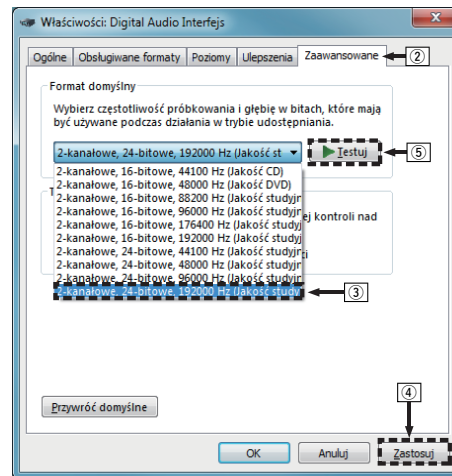 Właściwości: Digital Audio Interfejs
Ogólne Obsługiwane formaty Poziomy Ulepszenia Zaawansowane ②
Format domyślny
Wybierz częstotliwość próbkowania i głębię w bitach, które mają
być używane podczas działania w trybie udostępniania.
2-kanałowe, 24-bitowe, 192000 Hz (Jakość st Testuj ⑤
2-kanałowe, 16-bitowe, 44100 Hz (Jakość CD)
2-kanałowe, 16-bitowe, 48000 Hz (Jakość DVD)
2-kanałowe, 16-bitowe, 88200 Hz (Jakość studyjn
2-kanałowe, 16-bitowe, 96000 Hz (Jakość studyjn
2-kanałowe, 16-bitowe, 176400 Hz (Jakość studyj
ej kontroli nad
2-kanałowe, 16-bitowe, 192000 Hz (Jakość studyj
2-kanałowe, 24-bitowe, 44100 Hz (Jakość studyjn
2-kanałowe, 24-bitowe, 48000 Hz (Jakość studyjn
2-kanałowe, 24-bitowe, 96000 Hz (Jakość studyjn
2-kanałowe, 24-bitowe, 192000 Hz (Jakość study ③
④
Przywróć domyślne
OK Anuluj Zastosuj